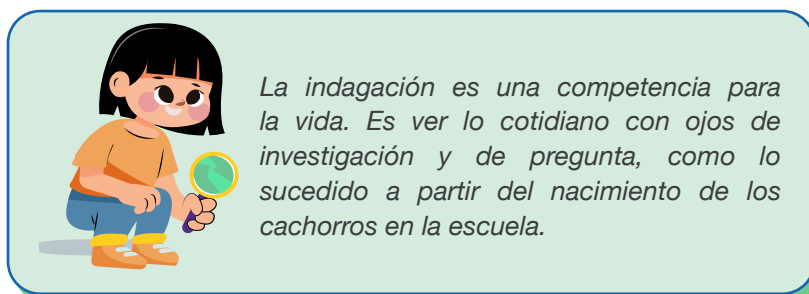 La indagación es una competencia para
la vida. Es ver lo cotidiano con ojos de
investigación y de pregunta, como lo
sucedido a partir del nacimiento de los
cachorros en la escuela.